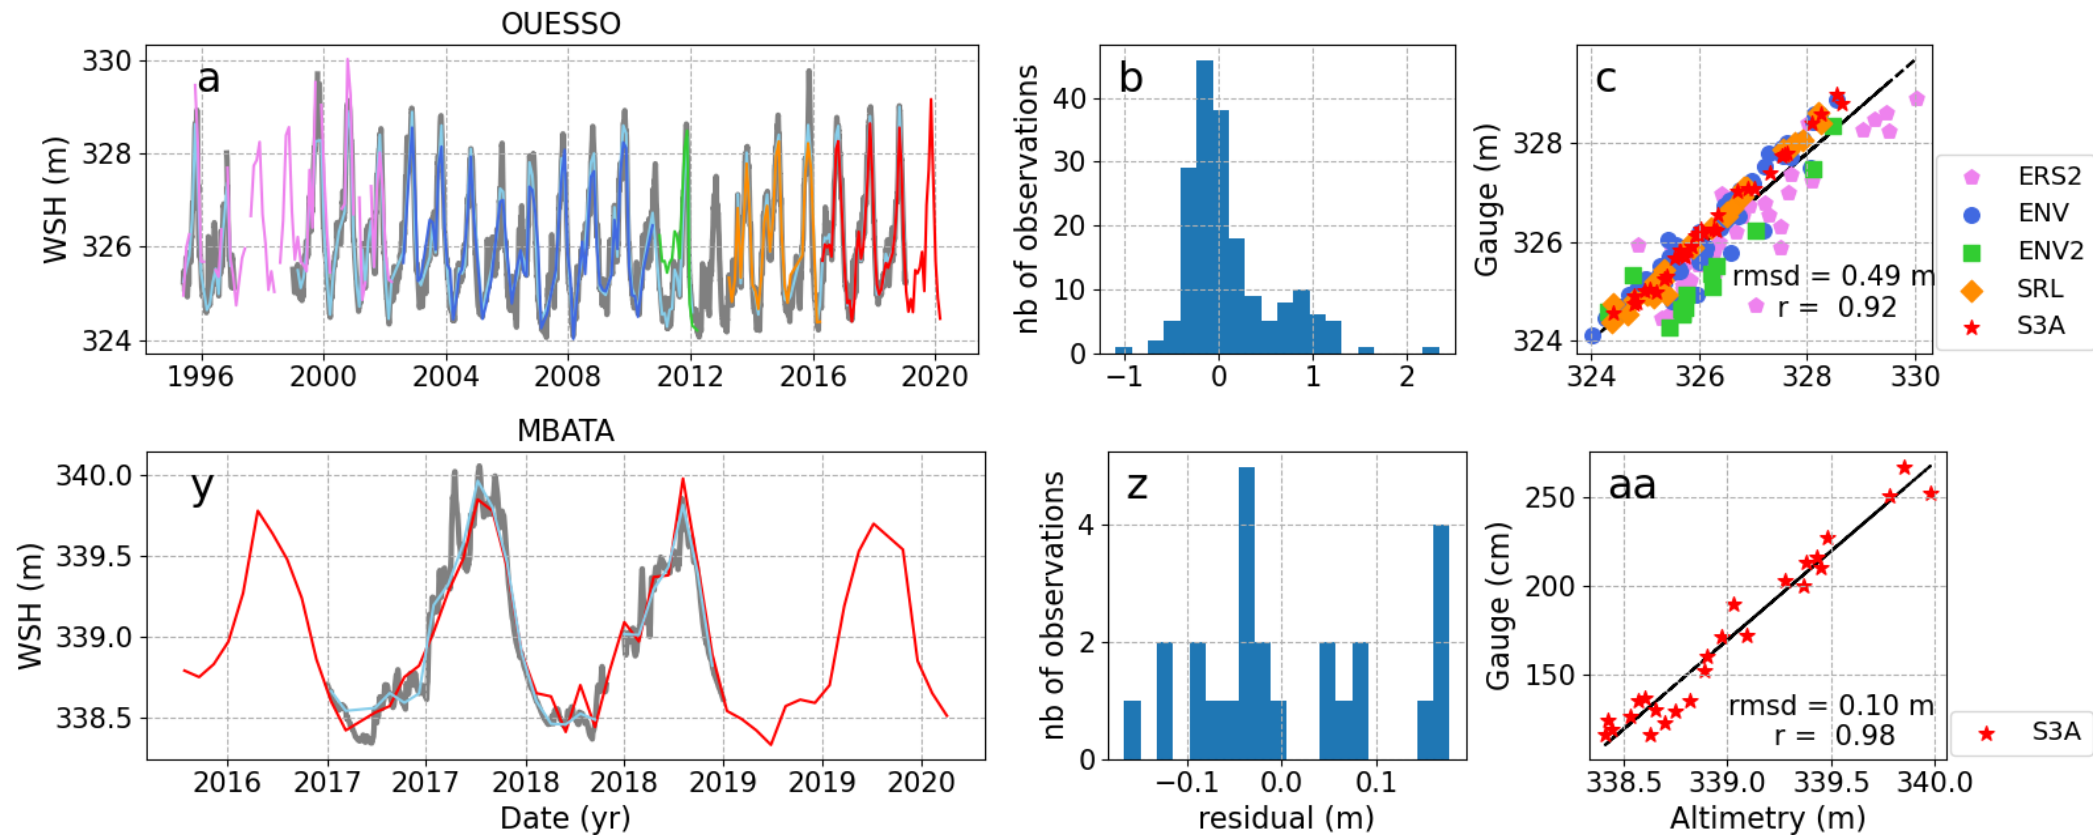 OUESSO
a
WSH (m)
330
328
326
324
1996
2000
2004
2008
2012
2016
2020
b
nb of observations
40
30
20
10
0
−1
0
1
2
c
Gauge (m)
328
326
324
324
326
328
330
rmsd = 0.49 m
r = 0.92
ERS2
ENV
ENV2
SRL
S3A
MBATA
y
WSH (m)
340.0
339.5
339.0
338.5
2016
2017
2017
2018
2018
2019
2019
2020
Date (yr)
z
nb of observations
4
2
0
−0.1
0.0
0.1
residual (m)
aa
Gauge (cm)
250
200
150
338.5
339.0
339.5
340.0
Altimetry (m)
rmsd = 0.10 m
r = 0.98
S3A